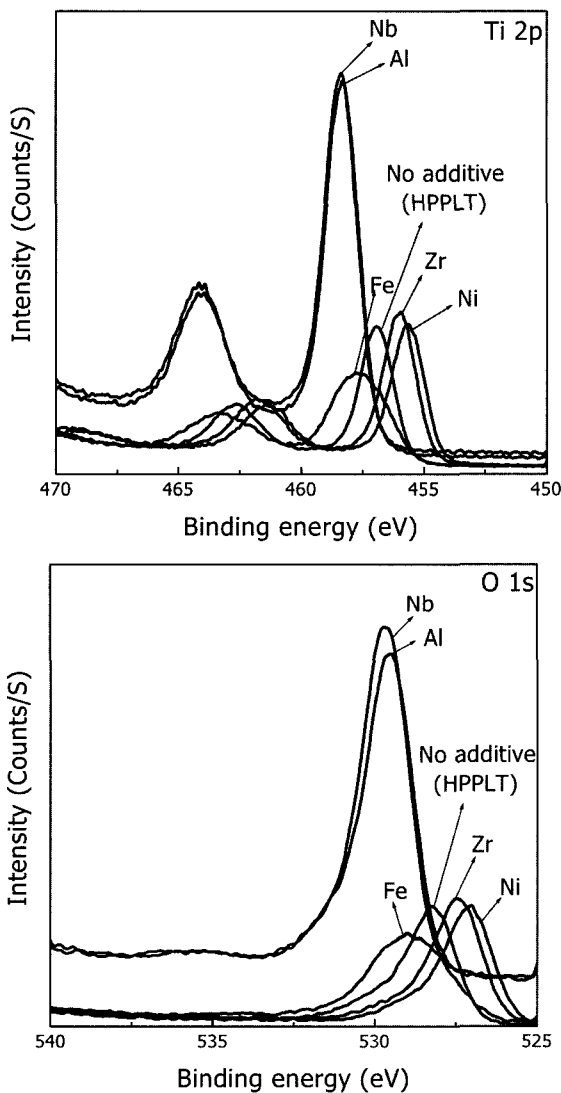 Ti 2p
Nb
Al
No additive
(HPPLT)
Fe
Zr
Ni
Intensity (Counts/S)
470 465 460 455 450
Binding energy (eV)
O 1s
Nb
Al
No additive
(HPPLT)
Zr
Fe
Ni
Intensity (Counts/S)
540 535 530 525
Binding energy (eV)